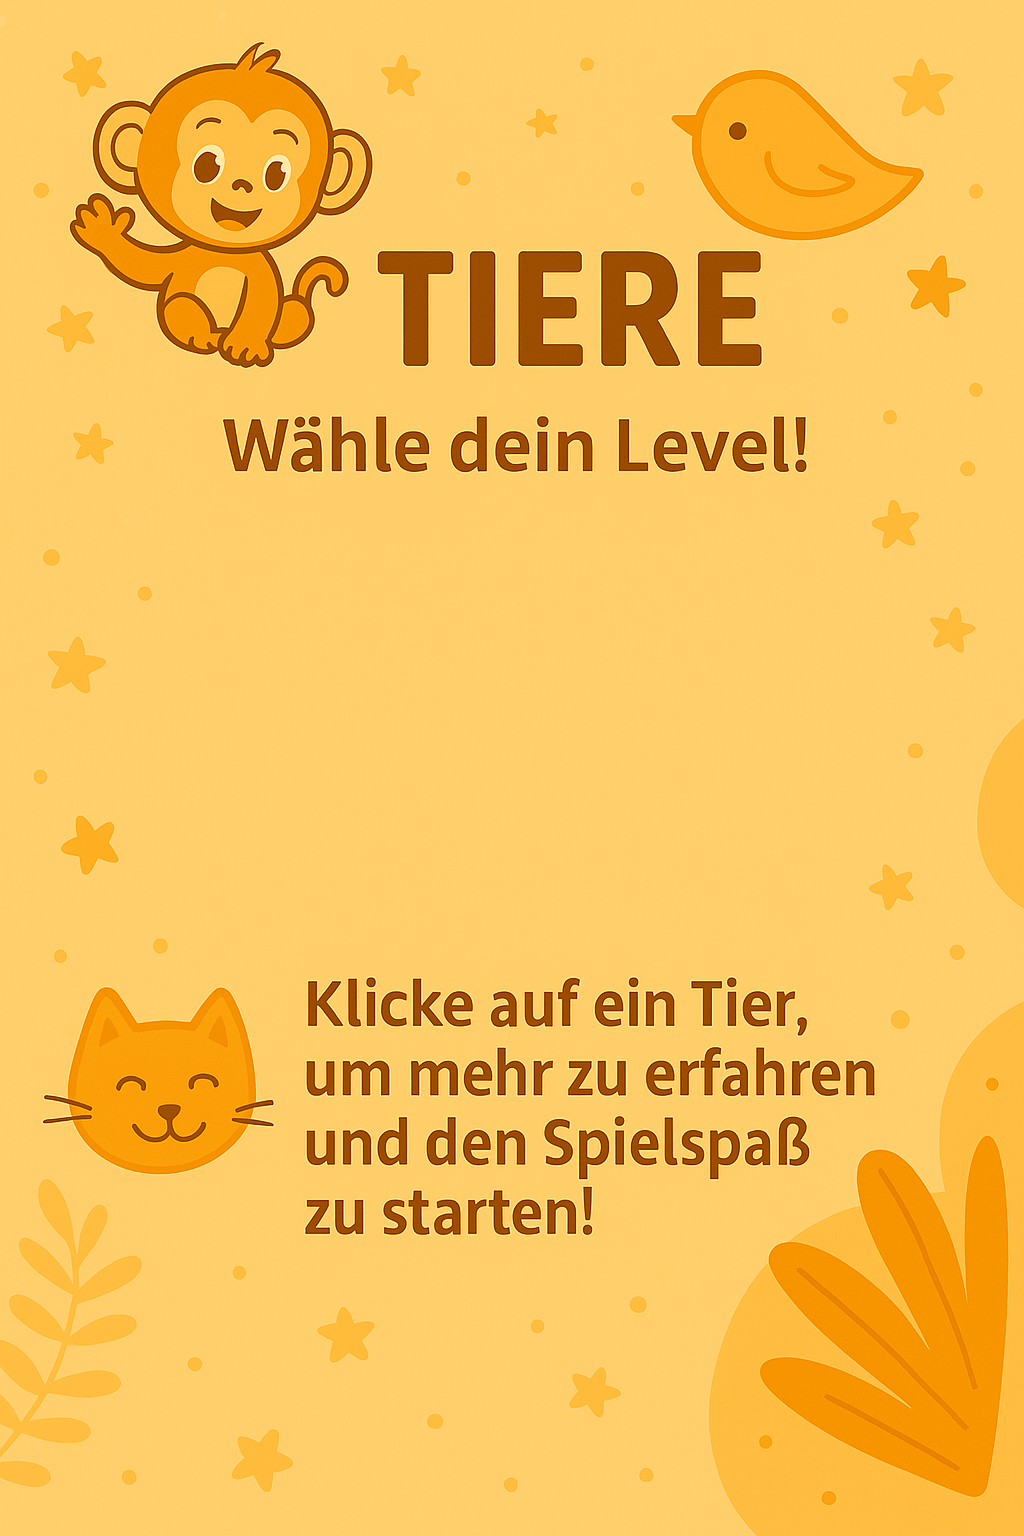 TIERE
Wähle dein Level!
Klicke auf ein Tier,
um mehr zu erfahren
und den Spielspaß
zu starten!